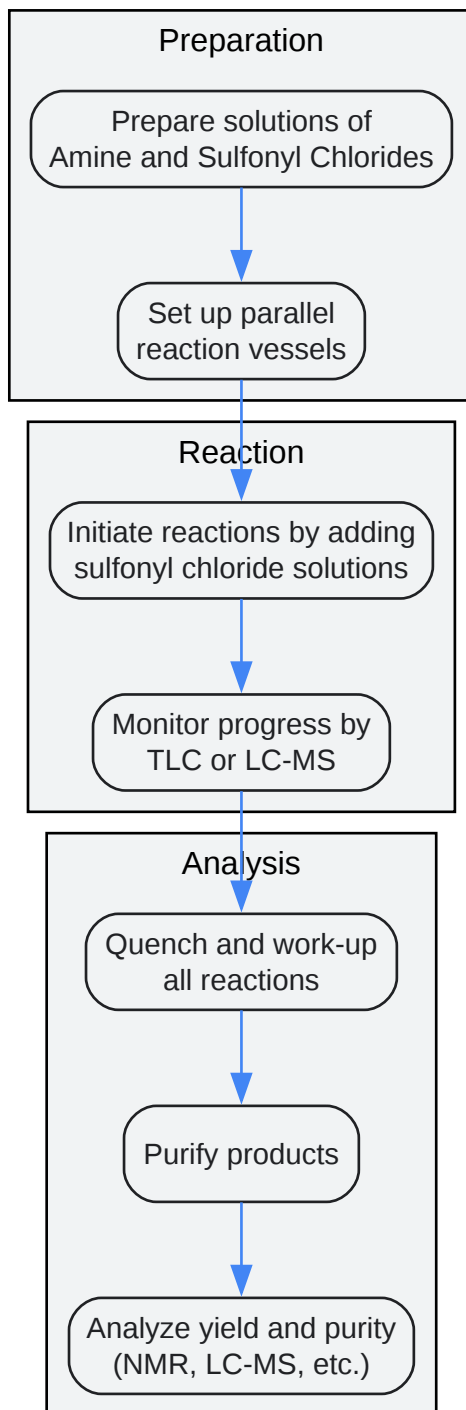 Preparation
Prepare solutions of
Amine and Sulfonyl Chlorides
Set up parallel
reaction vessels
Reaction
Initiate reactions by adding
sulfonyl chloride solutions
Monitor progress by
TLC or LC-MS
Analysis
Quench and work-up
all reactions
Purify products
Analyze yield and purity
(NMR, LC-MS, etc.)